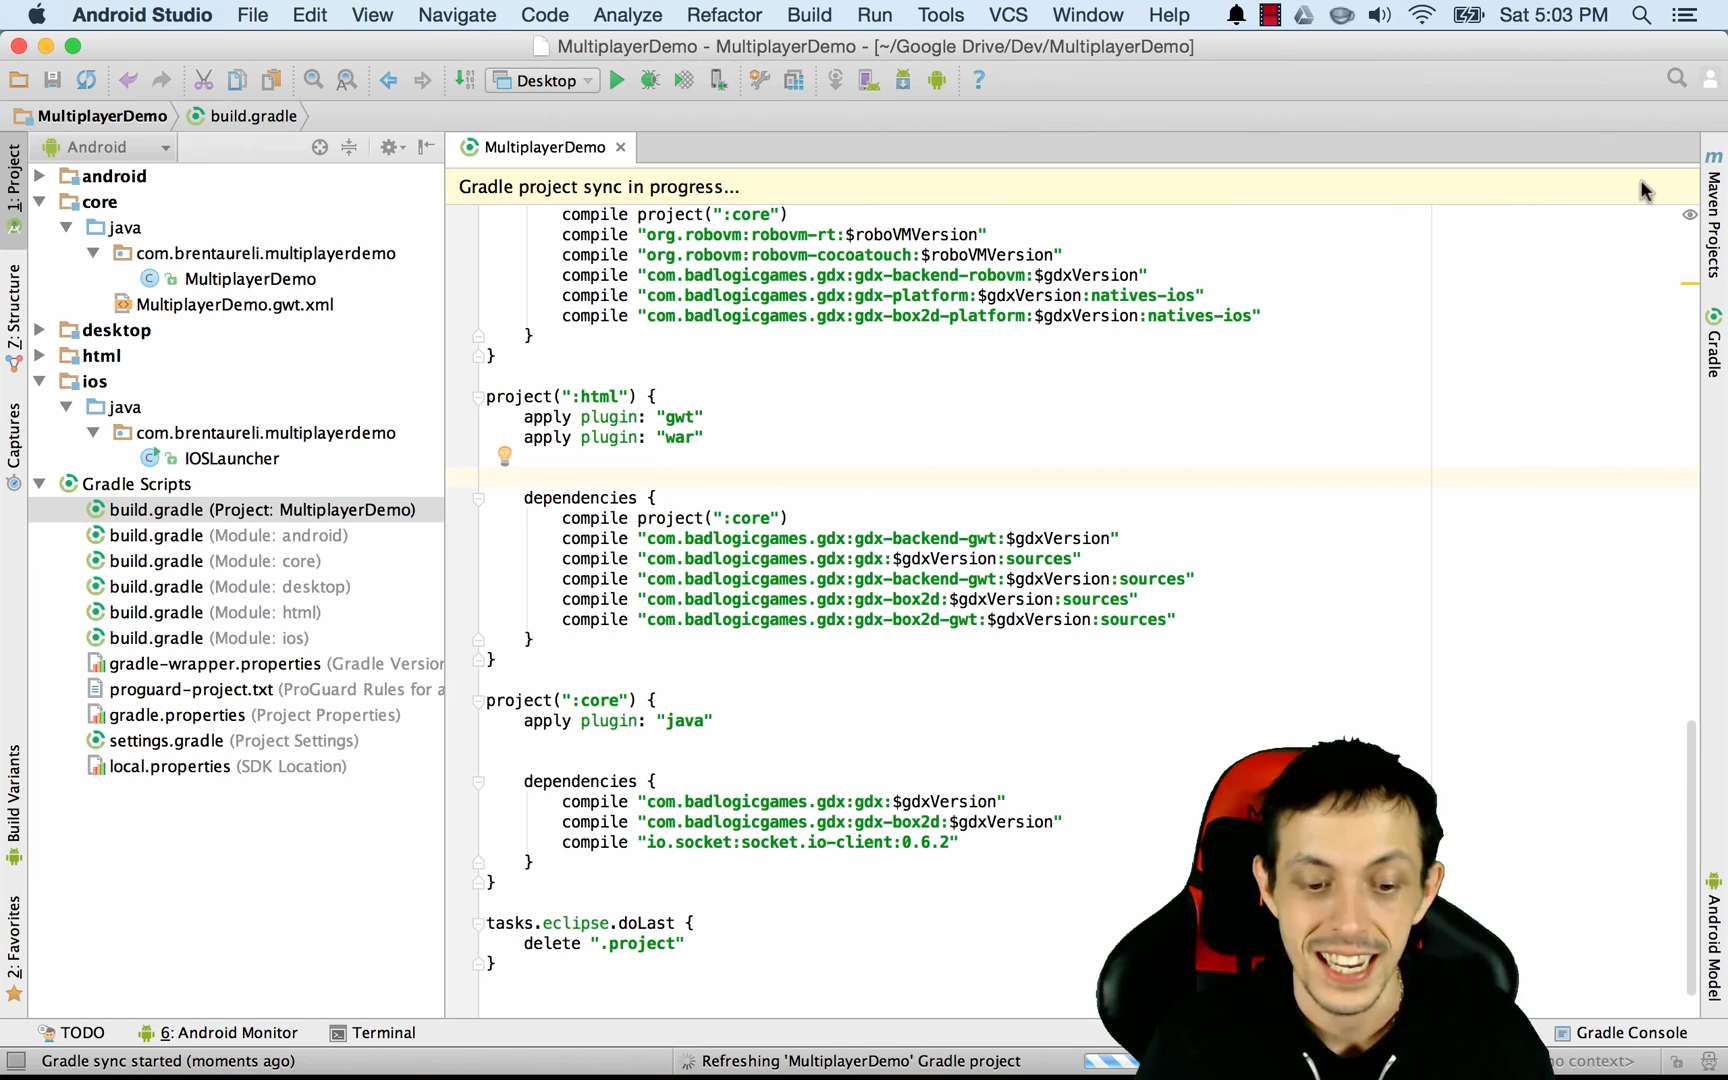 Android Studio File Edit View Navigate Code Analyze Refactor Build Run Tools VCS Window Help Sat 5:03 PM
MultiplayerDemo - MultiplayerDemo - [~/Google Drive/Dev/MultiplayerDemo]
Desktop
MultiplayerDemo build.gradle
Android
MultiplayerDemo
Gradle project sync in progress...
1: Project
Z: Structure
Captures
Build Variants
2: Favorites
android
core
java
com.brentaureli.multiplayerdemo
MultiplayerDemo
MultiplayerDemo.gwt.xml
desktop
html
ios
java
com.brentaureli.multiplayerdemo
IOSLauncher
Gradle Scripts
build.gradle (Project: MultiplayerDemo)
build.gradle (Module: android)
build.gradle (Module: core)
build.gradle (Module: desktop)
build.gradle (Module: html)
build.gradle (Module: ios)
gradle-wrapper.properties (Gradle Version
proguard-project.txt (ProGuard Rules for a
gradle.properties (Project Properties)
settings.gradle (Project Settings)
local.properties (SDK Location)
compile project(":core")
compile "org.robovm:robovm-rt:$roboVMVersion"
compile "org.robovm:robovm-cocoatouch:$roboVMVersion"
compile "com.badlogicgames.gdx:gdx-backend-robovm:$gdxVersion"
compile "com.badlogicgames.gdx:gdx-platform:$gdxVersion:natives-ios"
compile "com.badlogicgames.gdx:gdx-box2d-platform:$gdxVersion:natives-ios"
}
}
project(":html") {
apply plugin: "gwt"
apply plugin: "war"
dependencies {
compile project(":core")
compile "com.badlogicgames.gdx:gdx-backend-gwt:$gdxVersion"
compile "com.badlogicgames.gdx:gdx:$gdxVersion:sources"
compile "com.badlogicgames.gdx:gdx-backend-gwt:$gdxVersion:sources"
compile "com.badlogicgames.gdx:gdx-box2d:$gdxVersion:sources"
compile "com.badlogicgames.gdx:gdx-box2d-gwt:$gdxVersion:sources"
}
}
project(":core") {
apply plugin: "java"
dependencies {
compile "com.badlogicgames.gdx:gdx:$gdxVersion"
compile "com.badlogicgames.gdx:gdx-box2d:$gdxVersion"
compile "io.socket:socket.io-client:0.6.2"
}
}
tasks.eclipse.doLast {
delete ".project"
}
m Maven Projects
Gradle
Android Model
TODO 6: Android Monitor Terminal Gradle Console
Gradle sync started (moments ago) Refreshing 'MultiplayerDemo' Gradle project no context>